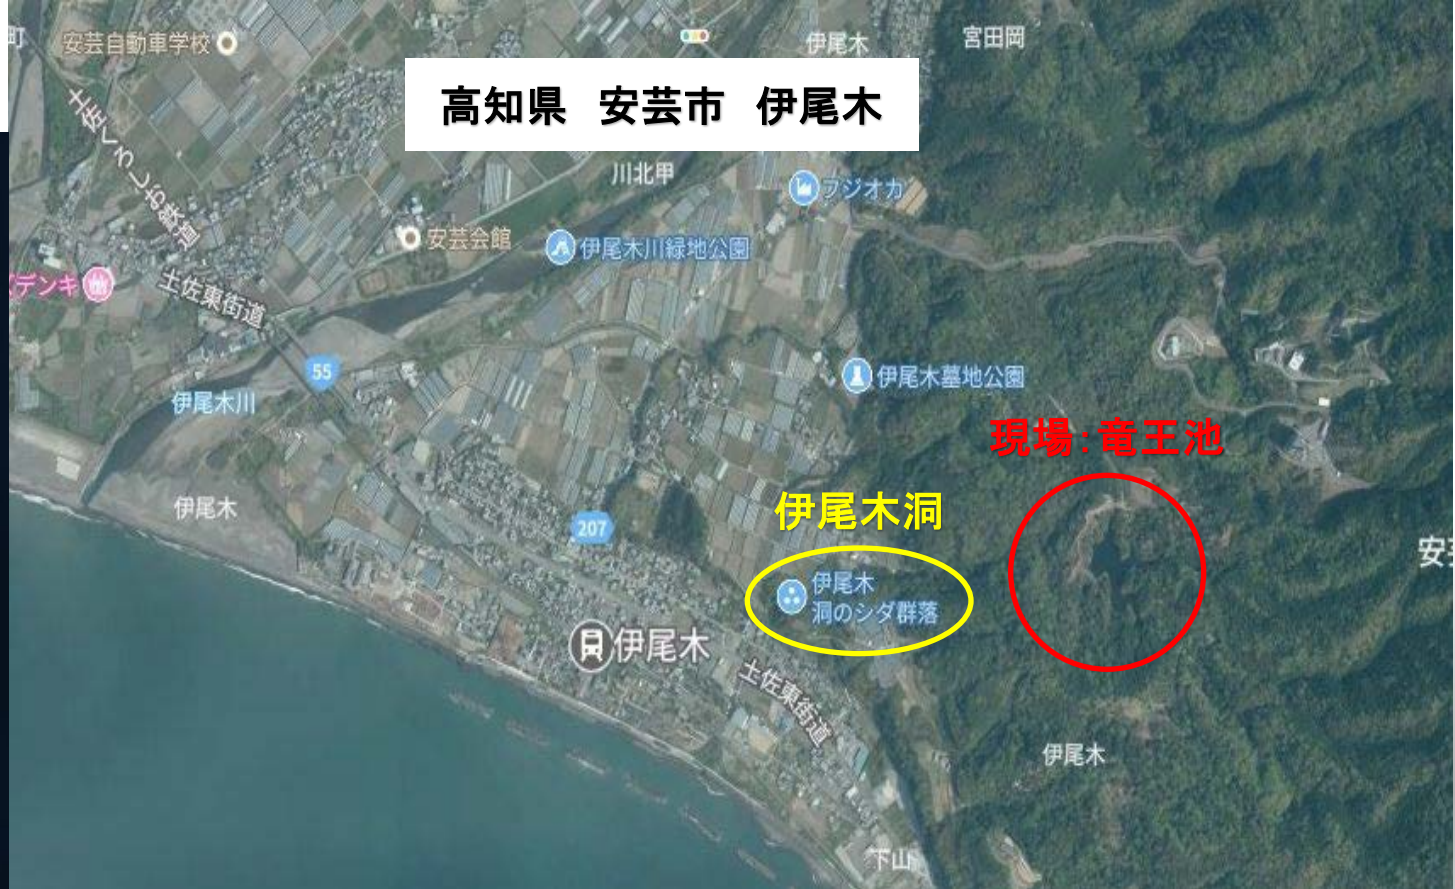 町
安芸自動車学校
伊尾木
宮田岡
高知県 安芸市 伊尾木
土佐くろしお鉄道
川北甲
フジオカ
安芸会館
伊尾木川緑地公園
デンキ
土佐東街道
55
伊尾木墓地公園
伊尾木川
現場:竜王池
伊尾木洞
伊尾木
207
安芸
伊尾木
洞のシダ群落
伊尾木
土佐東街道
伊尾木
下山